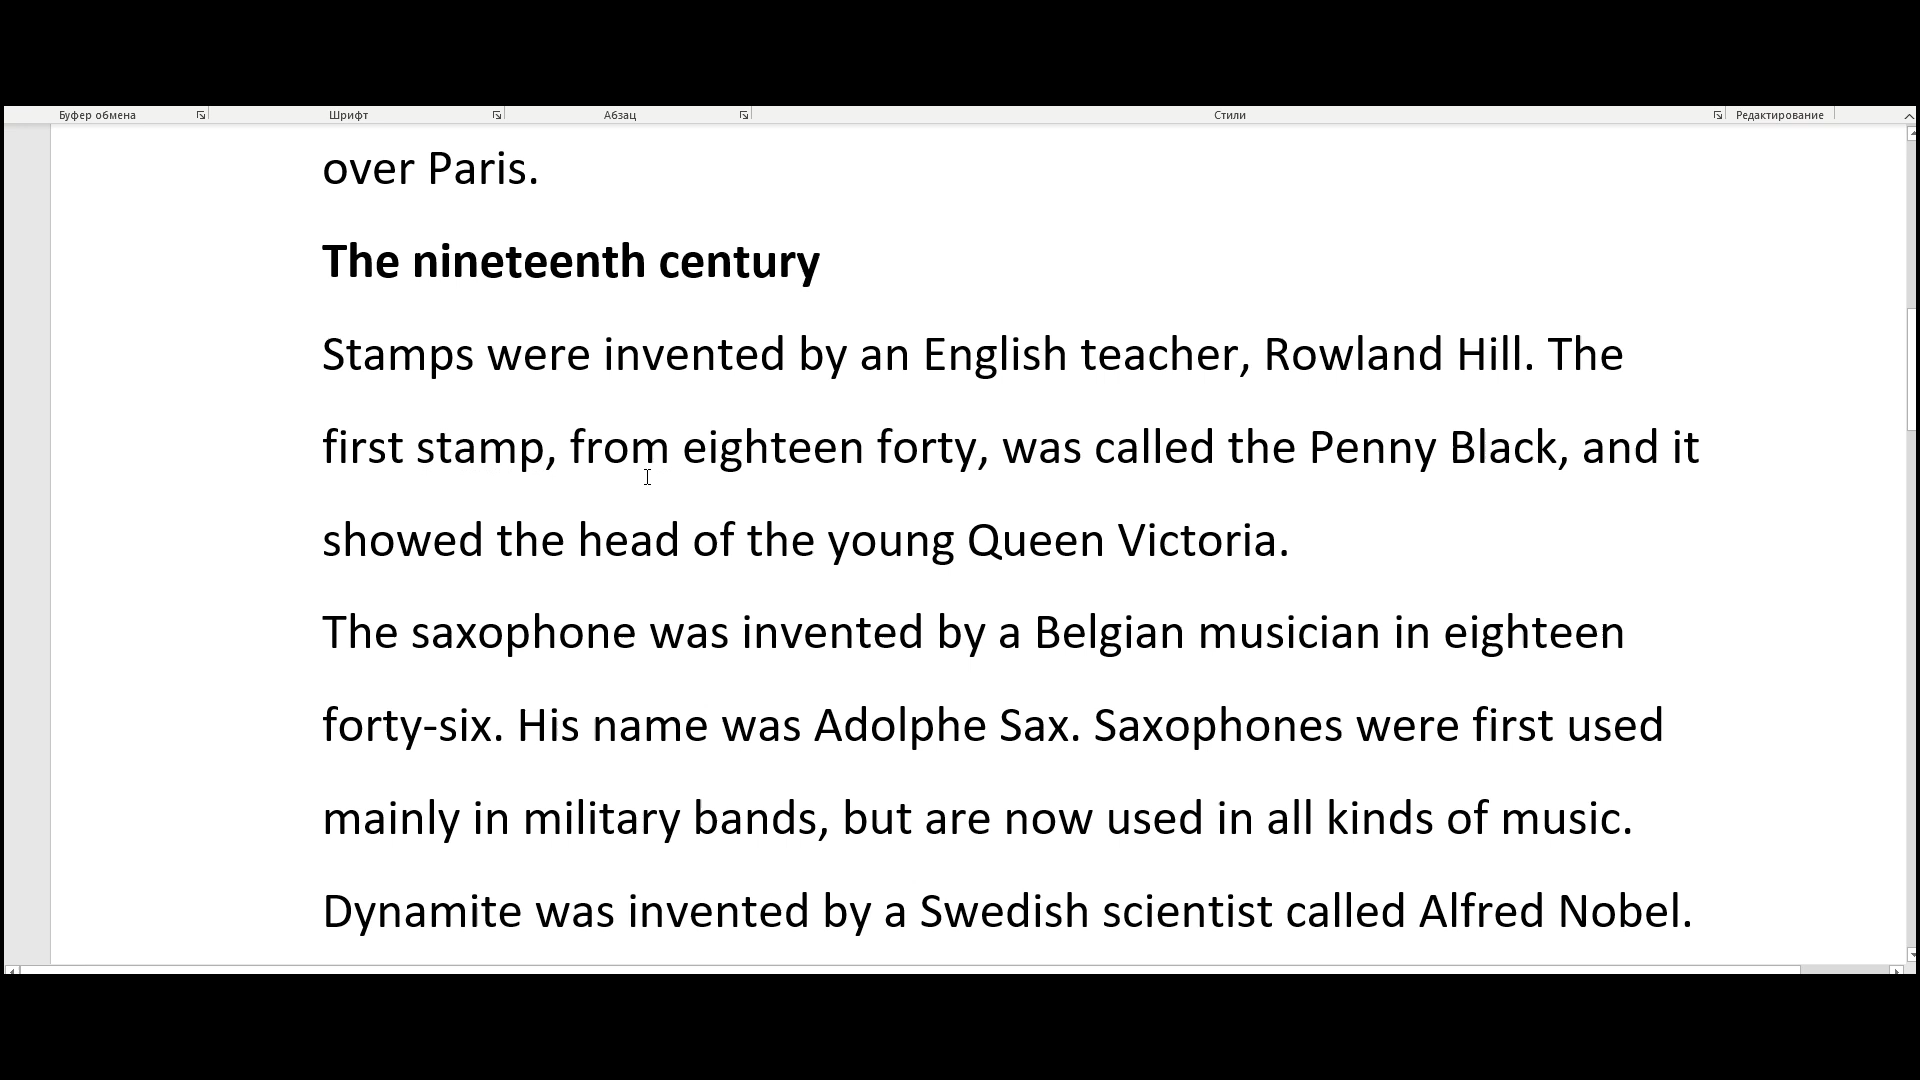 Буфер обмена Шрифт Абзац Стили Редактирование
over Paris.
The nineteenth century
Stamps were invented by an English teacher, Rowland Hill. The
first stamp, from eighteen forty, was called the Penny Black, and it
showed the head of the young Queen Victoria.
The saxophone was invented by a Belgian musician in eighteen
forty-six. His name was Adolphe Sax. Saxophones were first used
mainly in military bands, but are now used in all kinds of music.
Dynamite was invented by a Swedish scientist called Alfred Nobel.